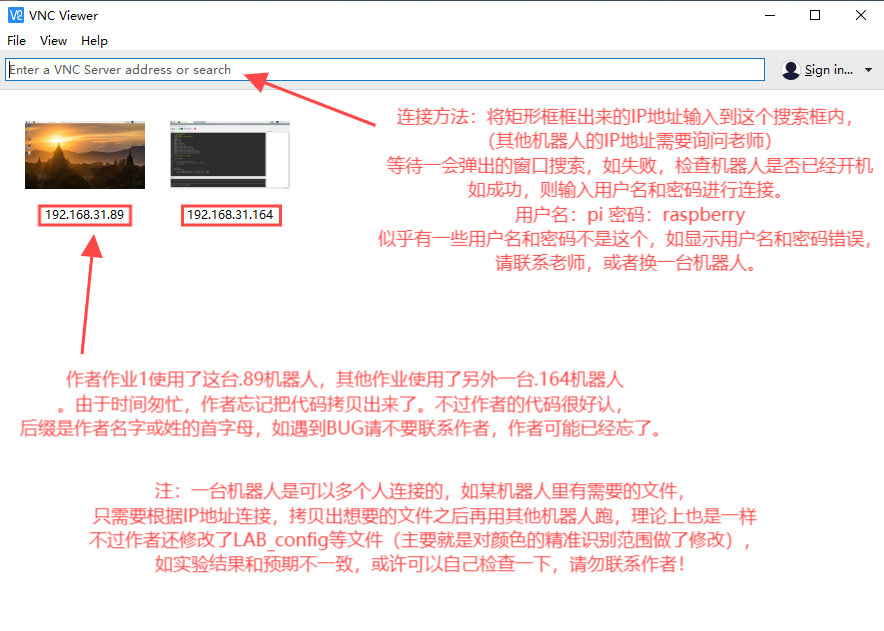 VNC Viewer
File View Help
Enter a VNC Server address or search
Sign in...
连接方法：将矩形框框出来的IP地址输入到这个搜索框内，
（其他机器人的IP地址需要询问老师）
等待一会弹出的窗口搜索，如失败，检查机器人是否已经开机
如成功，则输入用户名和密码进行连接。
用户名：pi 密码：raspberry
似乎有一些用户名和密码不是这个，如显示用户名和密码错误，
请联系老师，或者换一台机器人。
192.168.31.89
192.168.31.164
作者作业1使用了这台.89机器人，其他作业使用了另外一台.164机器人
。由于时间匆忙，作者忘记把代码拷贝出来了。不过作者的代码很好认，
后缀是作者名字或姓的首字母，如遇到BUG请不要联系作者，作者可能已经忘了。
注：一台机器人是可以多个人连接的，如某机器人里有需要的文件，
只需要根据IP地址连接，拷贝出想要的文件之后再用其他机器人跑，理论上也是一样
不过作者还修改了LAB_config等文件（主要就是对颜色的精准识别范围做了修改），
如实验结果和预期不一致，或许可以自己检查一下，请勿联系作者！